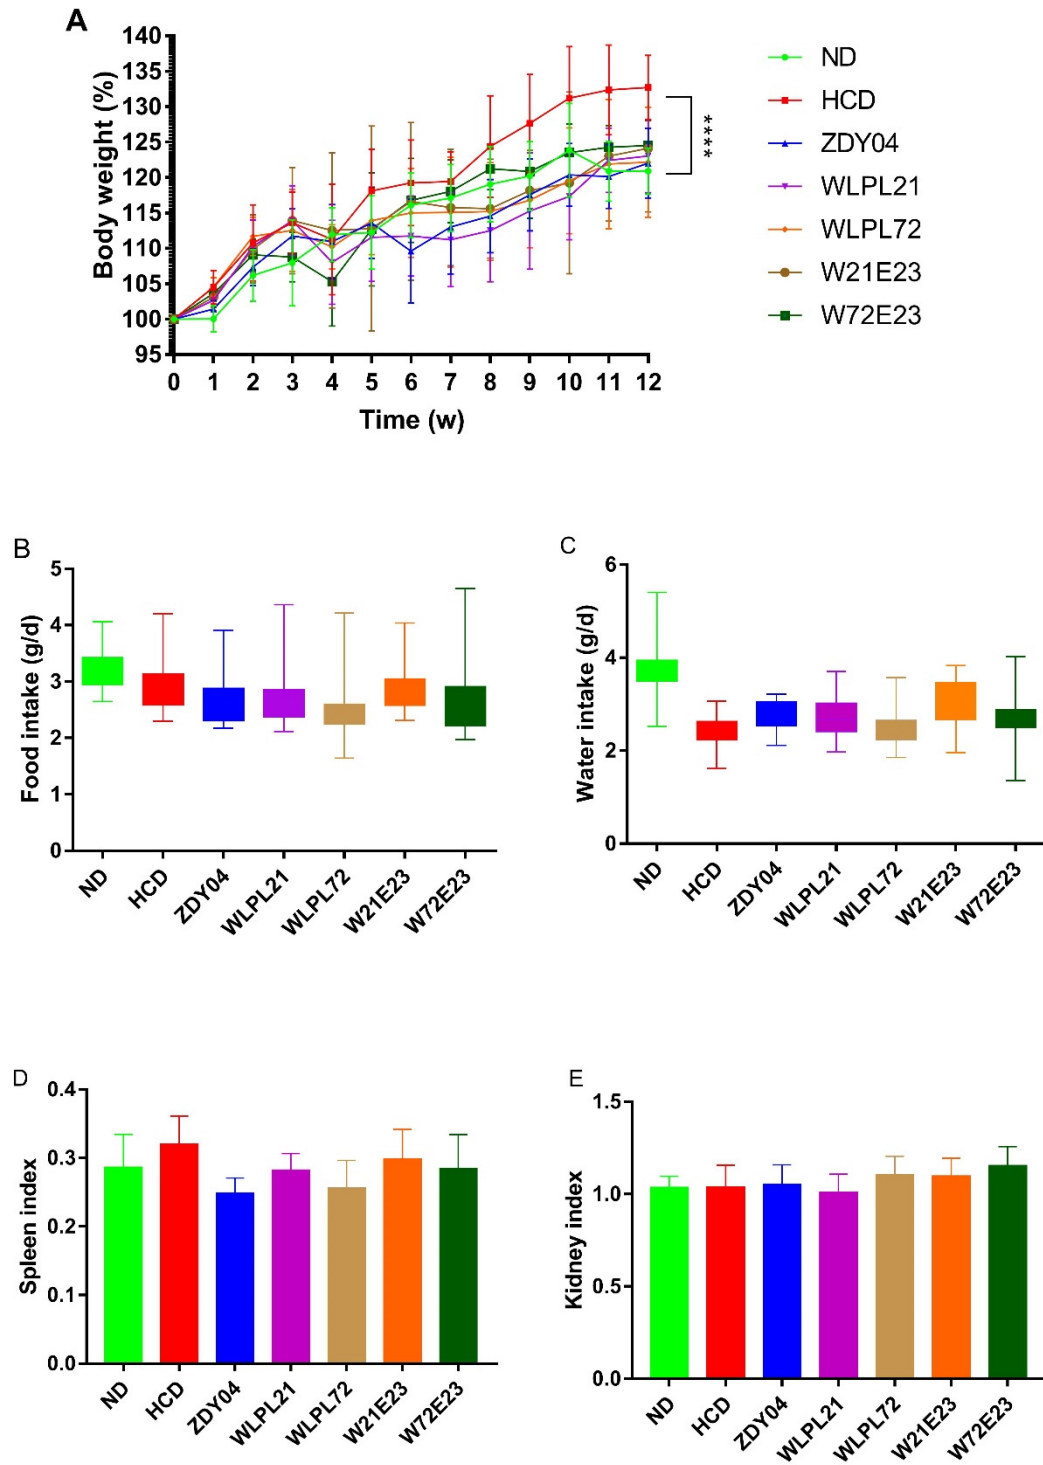 A
Body weight (%)
140
135
130
125
120
115
110
105
100
95
0 1 2 3 4 5 6 7 8 9 10 11 12
Time (w)
****
ND
HCD
ZDY04
WLPL21
WLPL72
W21E23
W72E23
B
Food intake (g/d)
5
4
3
2
1
0
ND HCD ZDY04 WLPL21 WLPL72 W21E23 W72E23
C
Water intake (g/d)
6
4
2
0
ND HCD ZDY04 WLPL21 WLPL72 W21E23 W72E23
D
Spleen index
0.4
0.3
0.2
0.1
0.0
ND HCD ZDY04 WLPL21 WLPL72 W21E23 W72E23
E
Kidney index
1.5
1.0
0.5
0.0
ND HCD ZDY04 WLPL21 WLPL72 W21E23 W72E23